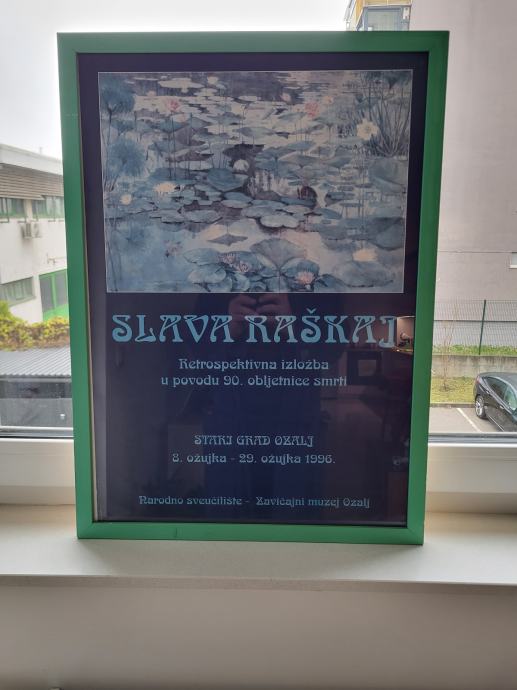 SLAVA RAŠKAJ
Retrospektivna izložba
u povodu 90. obljetnice smrti
STARI GRAD OZALJ
8. ožujka - 29. ožujka 1996.
Narodno sveučilište - Zavičajni muzej Ozalj